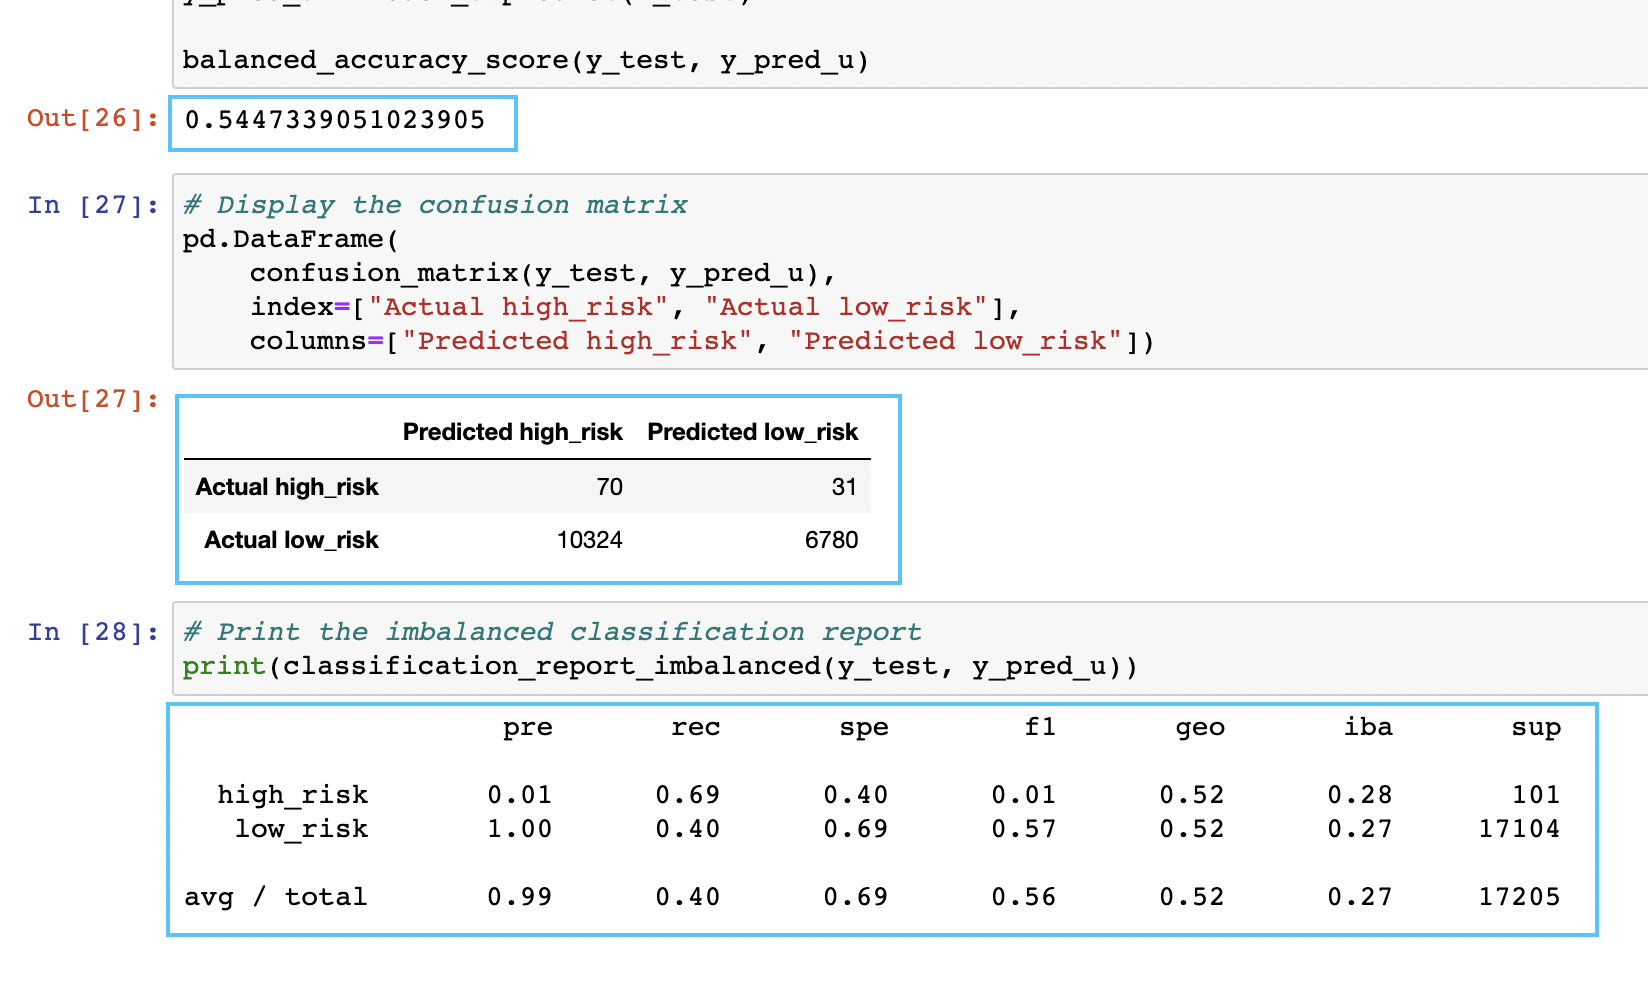 balanced_accuracy_score(y_test, y_pred_u)
Out[26]: 0.5447339051023905
In [27]: # Display the confusion matrix
pd.DataFrame(
confusion_matrix(y_test, y_pred_u),
index=["Actual high_risk", "Actual low_risk"],
columns=["Predicted high_risk", "Predicted low_risk"])
Out[27]:
Predicted high_risk Predicted low_risk
Actual high_risk 70 31
Actual low_risk 10324 6780
In [28]: # Print the imbalanced classification report
print(classification_report_imbalanced(y_test, y_pred_u))
pre rec spe f1 geo iba sup
high_risk 0.01 0.69 0.40 0.01 0.52 0.28 101
low_risk 1.00 0.40 0.69 0.57 0.52 0.27 17104
avg / total 0.99 0.40 0.69 0.56 0.52 0.27 17205